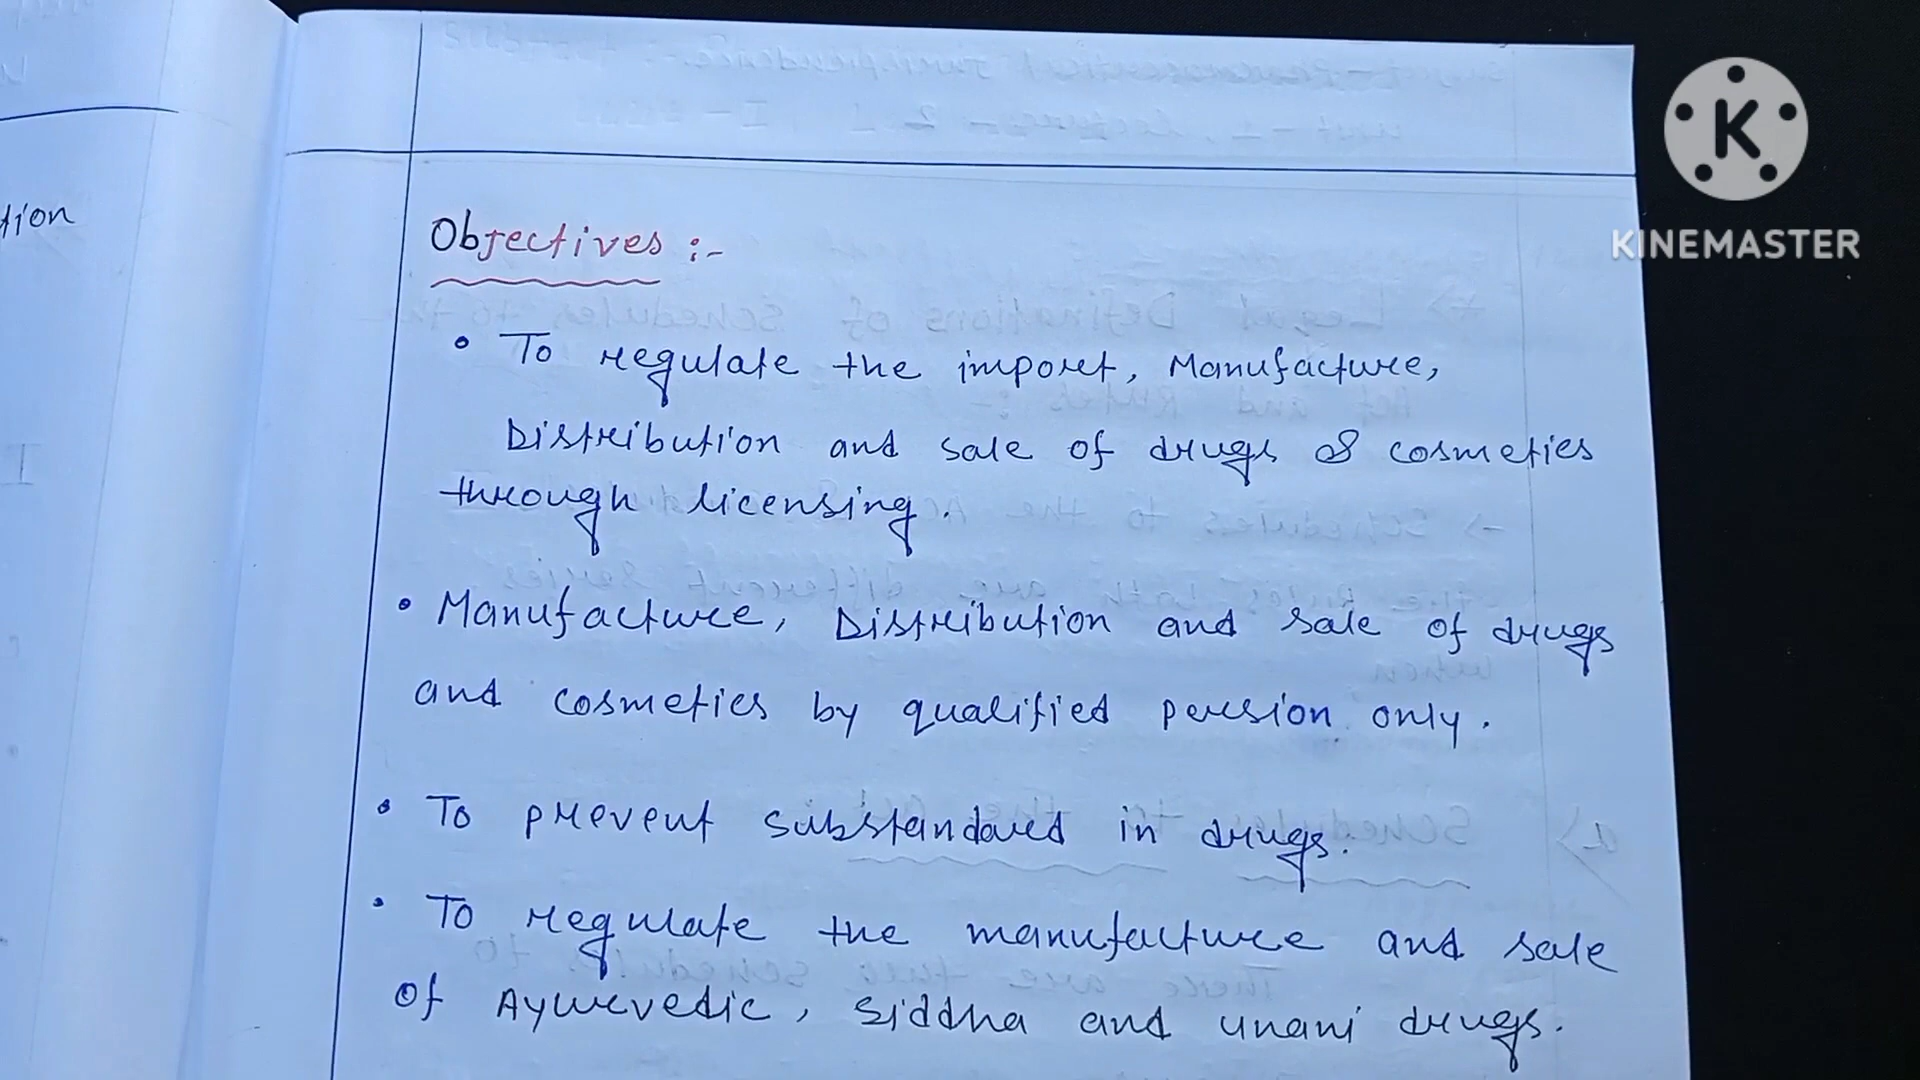 tion
KINEMASTER
Objectives :-
• To regulate the import, Manufacture,
Distribution and sale of drugs & cosmetics
through licensing.
• Manufacture, Distribution and sale of drugs
and cosmetics by qualified persion only.
• To prevent substandard in drugs.
• To regulate the manufacture and sale
of Ayurvedic, Siddha and unani drugs.